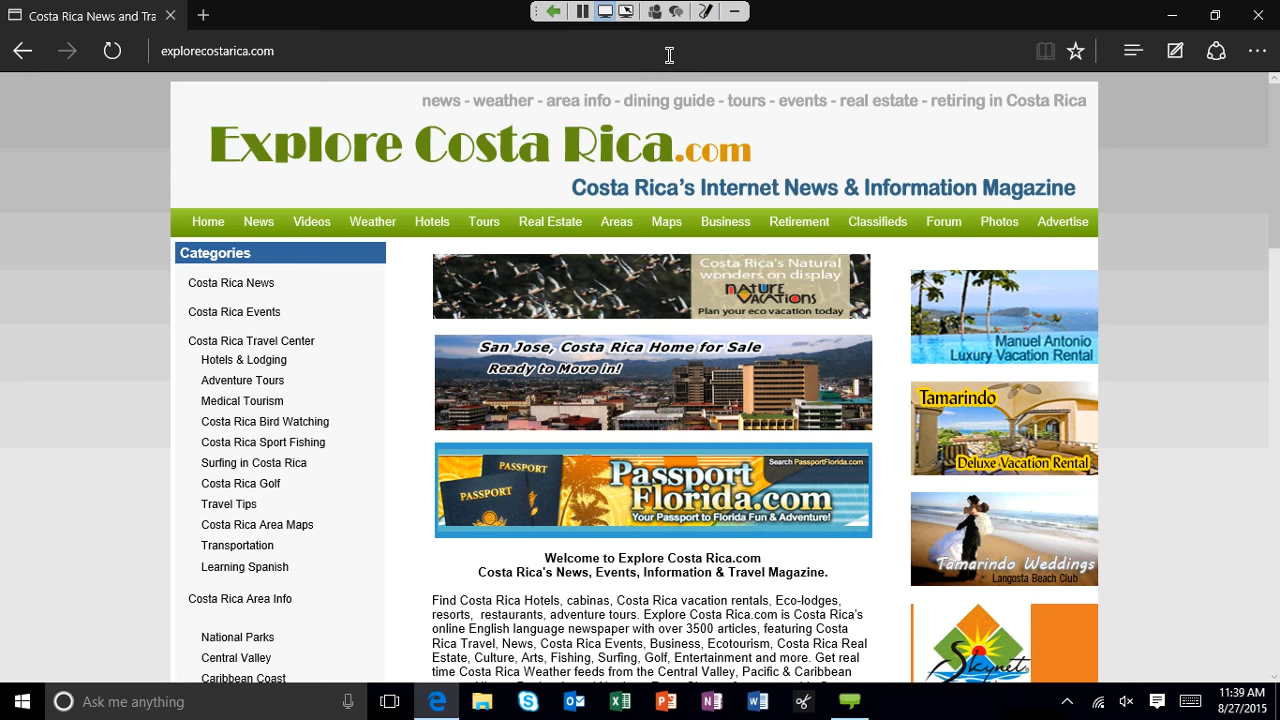 Costa Rica News and Trav
explorecostarica.com
news - weather - area info - dining guide - tours - events - real estate - retiring in Costa Rica
Explore Costa Rica.com
Costa Rica's Internet News & Information Magazine
Home News Videos Weather Hotels Tours Real Estate Areas Maps Business Retirement Classifieds Forum Photos Advertise
Categories
Costa Rica News
Costa Rica Events
Costa Rica Travel Center
Hotels & Lodging
Adventure Tours
Medical Tourism
Costa Rica Bird Watching
Costa Rica Sport Fishing
Surfing in Costa Rica
Costa Rica Golf
Travel Tips
Costa Rica Area Maps
Transportation
Learning Spanish
Costa Rica Area Info
National Parks
Central Valley
Caribbean Coast
Costa Rica's Natural
wonders on display
NATURE
VACATIONS
Plan your eco vacation today
San Jose, Costa Rica Home for Sale
Ready to Move in!
PASSPORT
PASSPORT
Search PassportFlorida.com
Passport
Florida.com
Your Passport to Florida Fun & Adventure!
Welcome to Explore Costa Rica.com
Costa Rica's News, Events, Information & Travel Magazine.
Find Costa Rica Hotels, cabinas, Costa Rica vacation rentals, Eco-lodges,
resorts, restaurants, adventure tours. Explore Costa Rica.com is Costa Rica's
online English language newspaper with over 3500 articles, featuring Costa
Rica Travel, News, Costa Rica Events, Business, Ecotourism, Costa Rica Real
Estate, Culture, Arts, Fishing, Surfing, Golf, Entertainment and more. Get real
time Costa Rica Weather feeds from the Central Valley, Pacific & Caribbean
Manuel Antonio
Luxury Vacation Rental
Tamarindo
Deluxe Vacation Rental
Tamarindo Weddings
Langosta Beach Club
Skynet
Ask me anything
11:39 AM
8/27/2015